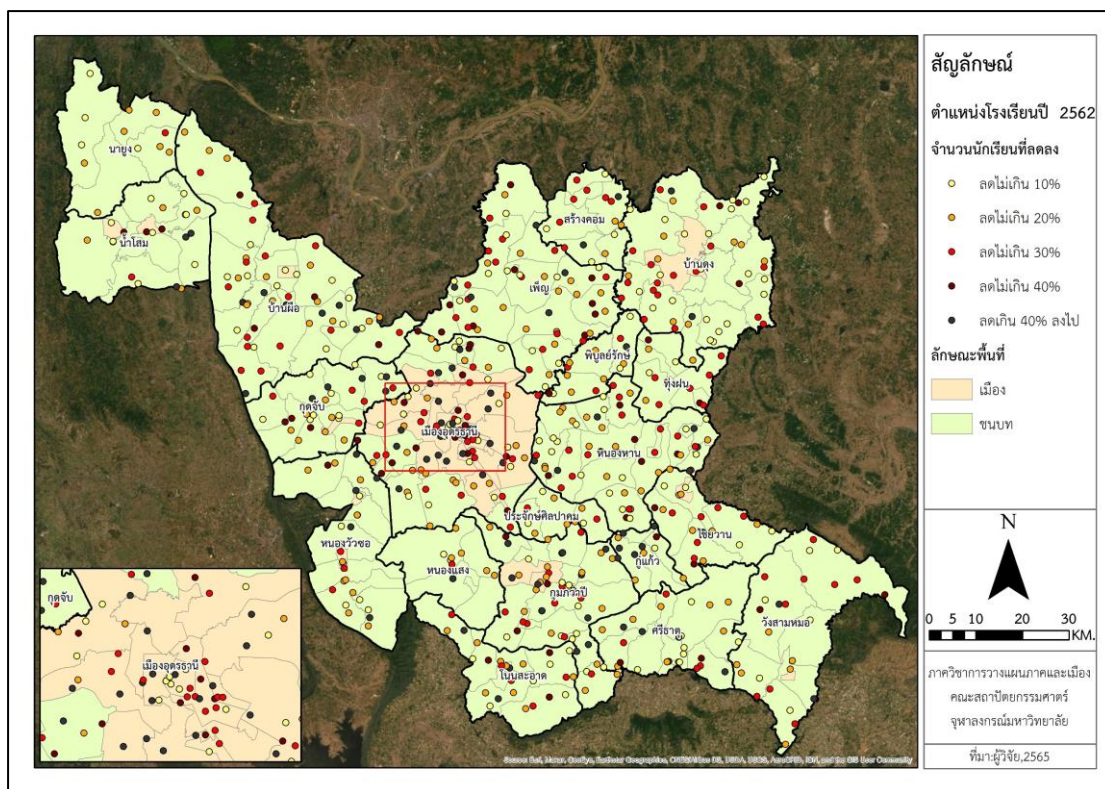 สัญลักษณ์
ตำแหน่งโรงเรียนปี 2562
จำนวนนักเรียนที่ลดลง
ลดไม่เกิน 10%
ลดไม่เกิน 20%
ลดไม่เกิน 30%
ลดไม่เกิน 40%
ลดเกิน 40% ลงไป
ลักษณะพื้นที่
เมือง
ชนบท
N
0 5 10 20 30
KM.
ภาควิชาการวางแผนภาคและเมือง
คณะสถาปัตยกรรมศาตร์
จุฬาลงกรณ์มหาวิทยาลัย
ที่มา:ผู้วิจัย,2565
นายูง
น้ำโสม
บ้านผือ
สร้างคอม
บ้านดุง
เพ็ญ
พิบูลย์รักษ์
ทุ่งฝน
กุดจับ
เมืองอุดรธานี
หนองหาน
ประจักษ์ศิลปาคม
ไชยวาน
หนองวัวซอ
หนองแสง
กู่แก้ว
กุมภวาปี
วังสามหมอ
ศรีธาตุ
โนนสะอาด
กุดจับ
เมืองอุดรธานี